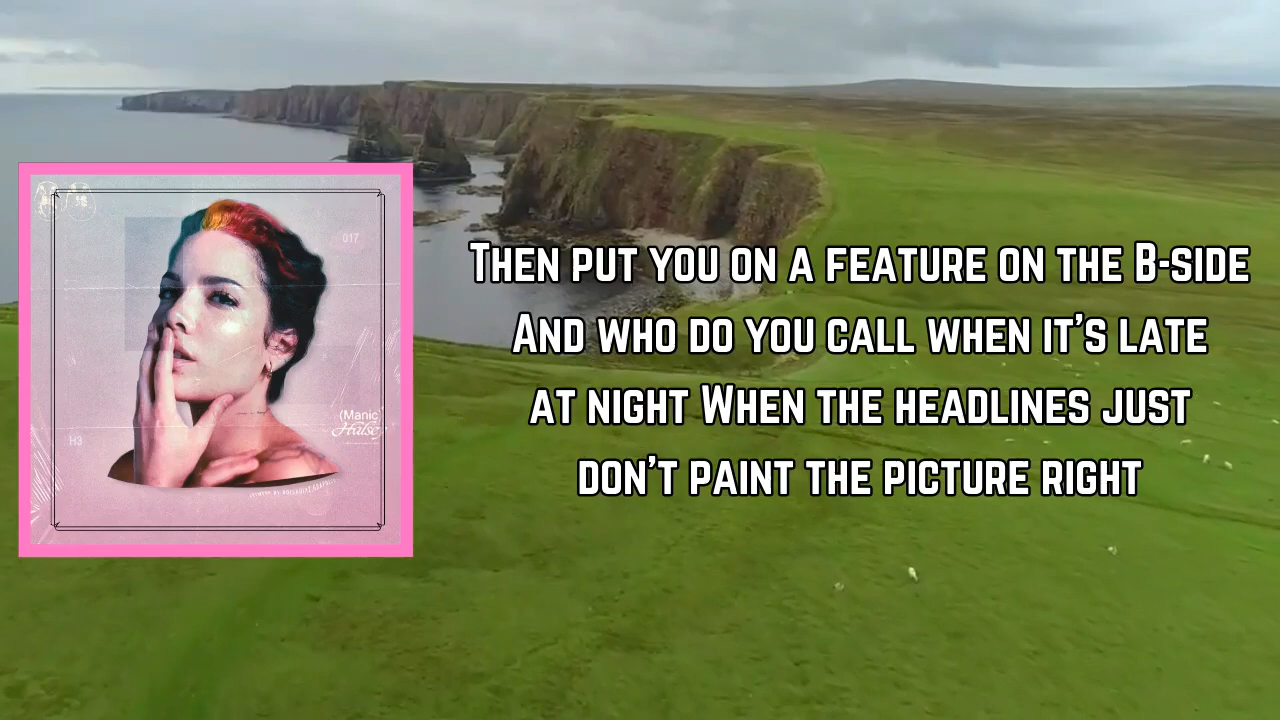 017
(Manic
Halsey
H3
THEN PUT YOU ON A FEATURE ON THE B-SIDE
AND WHO DO YOU CALL WHEN IT'S LATE
AT NIGHT WHEN THE HEADLINES JUST
DON'T PAINT THE PICTURE RIGHT